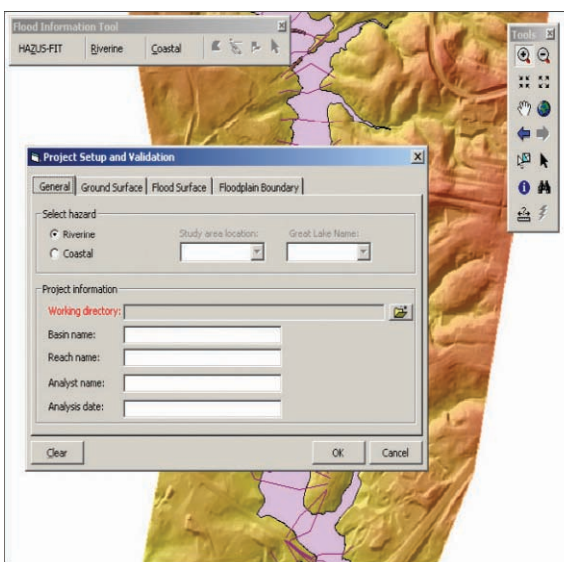 Flood Information Tool
HAZUS-FIT Riverine Coastal
Tools
Project Setup and Validation
General Ground Surface Flood Surface Floodplain Boundary
Select hazard
Riverine Study area location: Great Lake Name:
Coastal
Project information
Working directory:
Basin name:
Reach name:
Analyst name:
Analysis date:
Clear OK Cancel